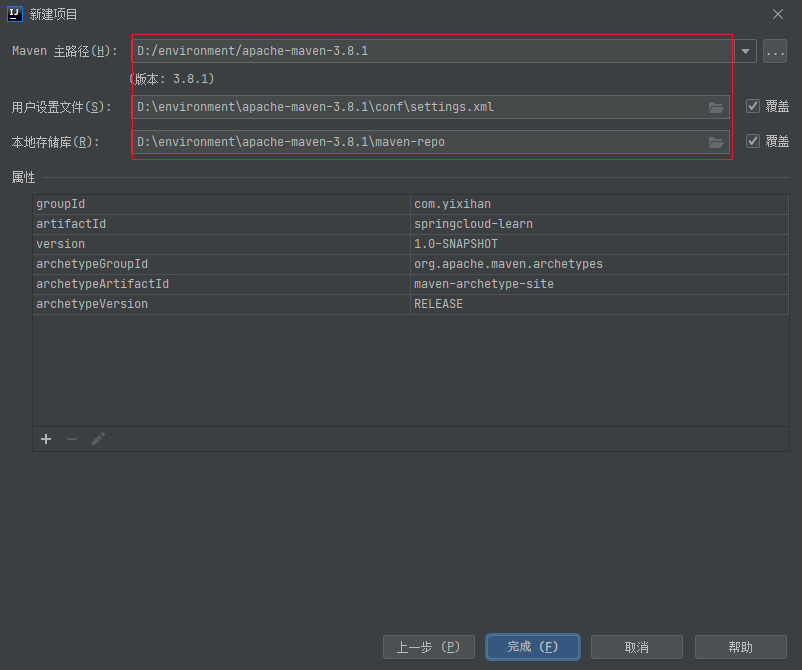 新建项目
Maven 主路径(H): D:/environment/apache-maven-3.8.1 ...
(版本: 3.8.1)
用户设置文件(S): D:\environment\apache-maven-3.8.1\conf\settings.xml 覆盖
本地存储库(R): D:\environment\apache-maven-3.8.1\maven-repo 覆盖
属性
groupId com.yixihan
artifactId springcloud-learn
version 1.0-SNAPSHOT
archetypeGroupId org.apache.maven.archetypes
archetypeArtifactId maven-archetype-site
archetypeVersion RELEASE
上一步 (P) 完成 (F) 取消 帮助